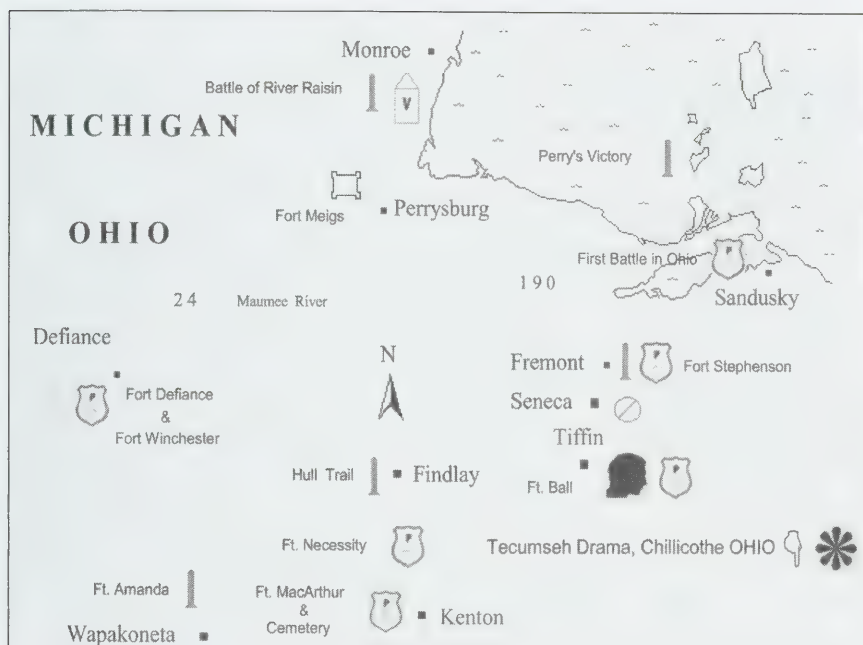 Monroe
Battle of River Raisin
V
MICHIGAN
Perry's Victory
Fort Meigs
Perrysburg
OHIO
First Battle in Ohio
P
190
Sandusky
24
Maumee River
Defiance
N
Fremont
P
Fort Stephenson
P
Fort Defiance
&
Fort Winchester
Seneca
Tiffin
Hull Trail
Findlay
Ft. Ball
P
Ft. Necessity
P
Tecumseh Drama, Chillicothe OHIO
Ft. Amanda
Ft. MacArthur
&
Cemetery
P
Kenton
Wapakoneta